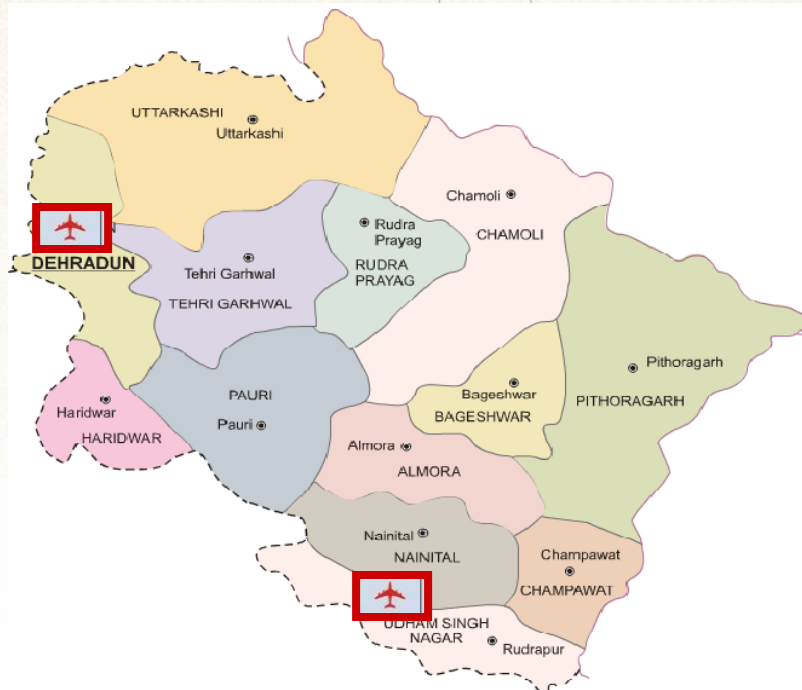 UTTARKASHI
Uttarkashi
Chamoli
CHAMOLI
Rudra
Prayag
RUDRA
PRAYAG
N
DEHRADUN
Tehri Garhwal
TEHRI GARHWAL
Pithoragarh
PITHORAGARH
Bageshwar
BAGESHWAR
PAURI
Pauri
Haridwar
HARIDWAR
Almora
ALMORA
Nainital
NAINITAL
Champawat
CHAMPAWAT
UDHAM SINGH
NAGAR
Rudrapur